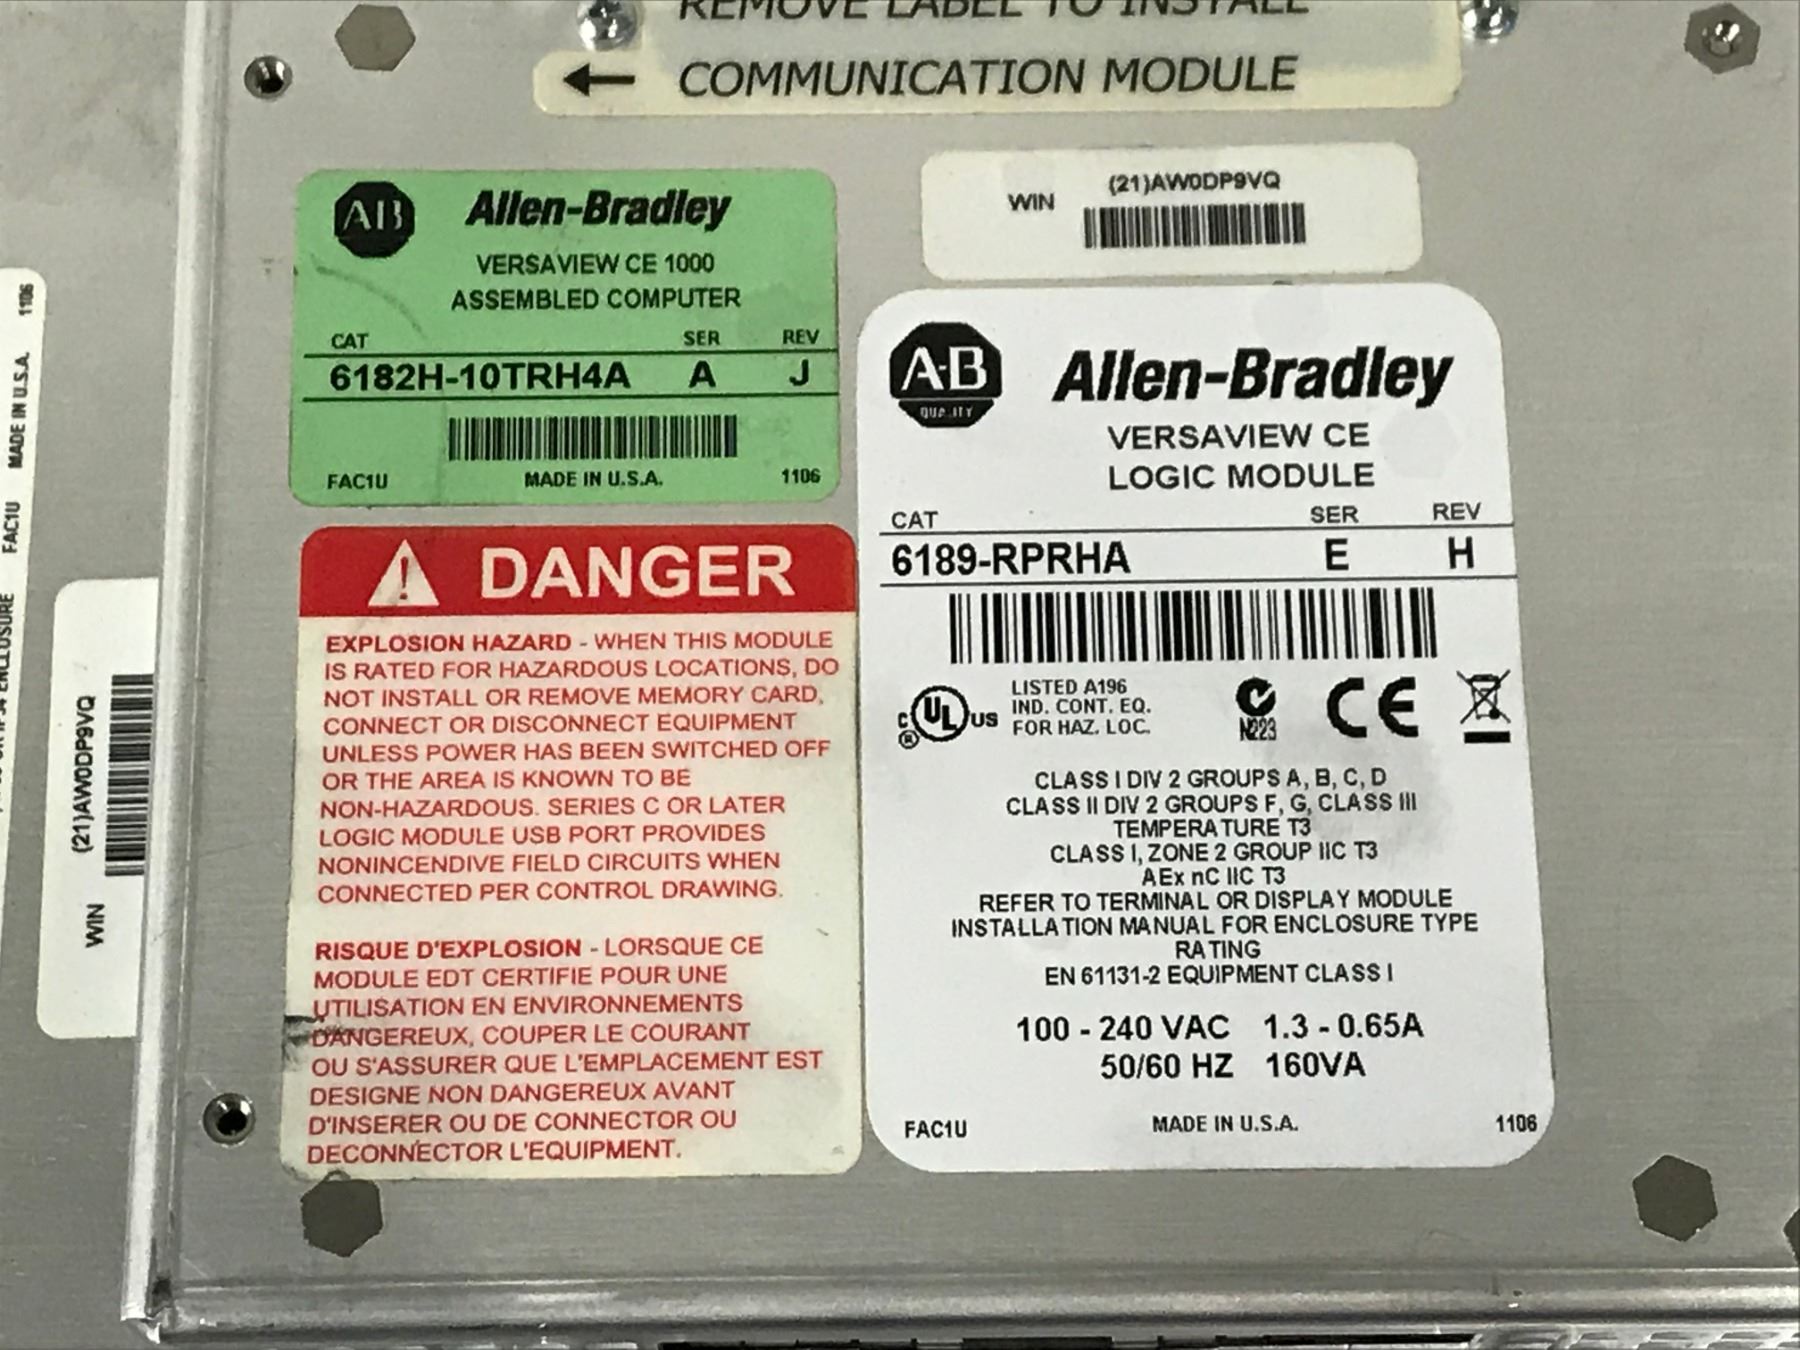 REMOVE LABEL TO INSTALL
← COMMUNICATION MODULE
AB
Allen-Bradley
VERSAVIEW CE 1000
ASSEMBLED COMPUTER
CAT SER REV
6182H-10TRH4A A J
FAC1U MADE IN U.S.A. 1106
WIN (21)AW0DP9VQ
DANGER
EXPLOSION HAZARD - WHEN THIS MODULE
IS RATED FOR HAZARDOUS LOCATIONS, DO
NOT INSTALL OR REMOVE MEMORY CARD,
CONNECT OR DISCONNECT EQUIPMENT
UNLESS POWER HAS BEEN SWITCHED OFF
OR THE AREA IS KNOWN TO BE
NON-HAZARDOUS. SERIES C OR LATER
LOGIC MODULE USB PORT PROVIDES
NONINCENDIVE FIELD CIRCUITS WHEN
CONNECTED PER CONTROL DRAWING.
RISQUE D'EXPLOSION - LORSQUE CE
MODULE EDT CERTIFIE POUR UNE
UTILISATION EN ENVIRONNEMENTS
DANGEREUX, COUPER LE COURANT
OU S'ASSURER QUE L'EMPLACEMENT EST
DESIGNE NON DANGEREUX AVANT
D'INSERER OU DE CONNECTOR OU
DECONNECTOR L'EQUIPMENT.
A-B
QUALITY
Allen-Bradley
VERSAVIEW CE
LOGIC MODULE
CAT SER REV
6189-RPRHA E H
C UL US ®
LISTED A196
IND. CONT. EQ.
FOR HAZ. LOC.
N223
CE
CLASS I DIV 2 GROUPS A, B, C, D
CLASS II DIV 2 GROUPS F, G, CLASS III
TEMPERATURE T3
CLASS I, ZONE 2 GROUP IIC T3
AEx nC IIC T3
REFER TO TERMINAL OR DISPLAY MODULE
INSTALLATION MANUAL FOR ENCLOSURE TYPE
RATING
EN 61131-2 EQUIPMENT CLASS I
100 - 240 VAC 1.3 - 0.65A
50/60 HZ 160VA
FAC1U MADE IN U.S.A. 1106
ENCLOSURE
FAC1U MADE IN U.S.A. 1106
WIN (21)AW0DP9VQ